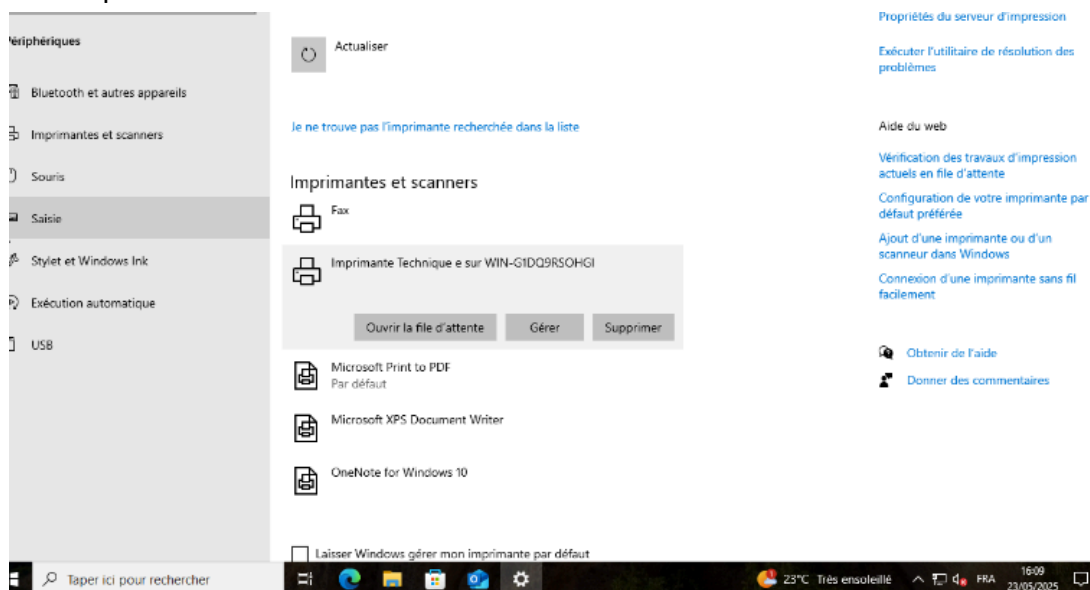 Périphériques
Bluetooth et autres appareils
Imprimantes et scanners
Souris
Saisie
Stylet et Windows Ink
Exécution automatique
USB
Actualiser
Je ne trouve pas l'imprimante recherchée dans la liste
Imprimantes et scanners
Fax
Imprimante Technique e sur WIN-G1DQ9RSOHGI
Ouvrir la file d'attente
Gérer
Supprimer
Microsoft Print to PDF
Par défaut
Microsoft XPS Document Writer
OneNote for Windows 10
Laisser Windows gérer mon imprimante par défaut
Propriétés du serveur d'impression
Exécuter l'utilitaire de résolution des
problèmes
Aide du web
Vérification des travaux d'impression
actuels en file d'attente
Configuration de votre imprimante par
défaut préférée
Ajout d'une imprimante ou d'un
scanneur dans Windows
Connexion d'une imprimante sans fil
facilement
Obtenir de l'aide
Donner des commentaires
Taper ici pour rechercher
23°C Très ensoleillé
FRA
16:09
23/05/2025